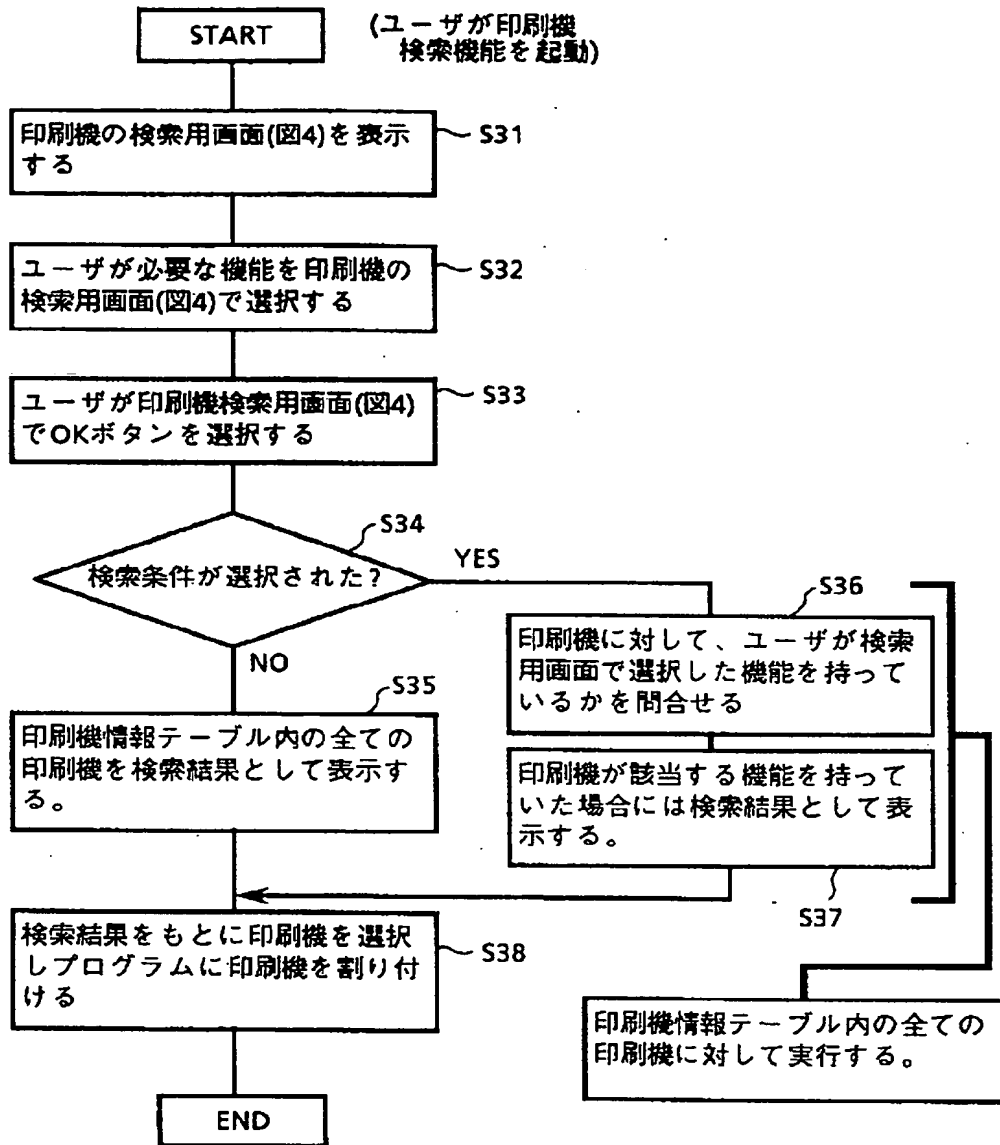 START
(ユーザが印刷機
検索機能を起動)
印刷機の検索用画面(図4)を表示
する
S31
ユーザが必要な機能を印刷機の
検索用画面(図4)で選択する
S32
ユーザが印刷機検索用画面(図4)
でOKボタンを選択する
S33
S34
検索条件が選択された?
YES
NO
S36
印刷機に対して、ユーザが検索
用画面で選択した機能を持って
いるかを問合せる
S35
印刷機情報テーブル内の全ての
印刷機を検索結果として表示す
る。
印刷機が該当する機能を持って
いた場合には検索結果として表
示する。
S37
検索結果をもとに印刷機を選択
しプログラムに印刷機を割り付
ける
S38
印刷機情報テーブル内の全ての
印刷機に対して実行する。
END